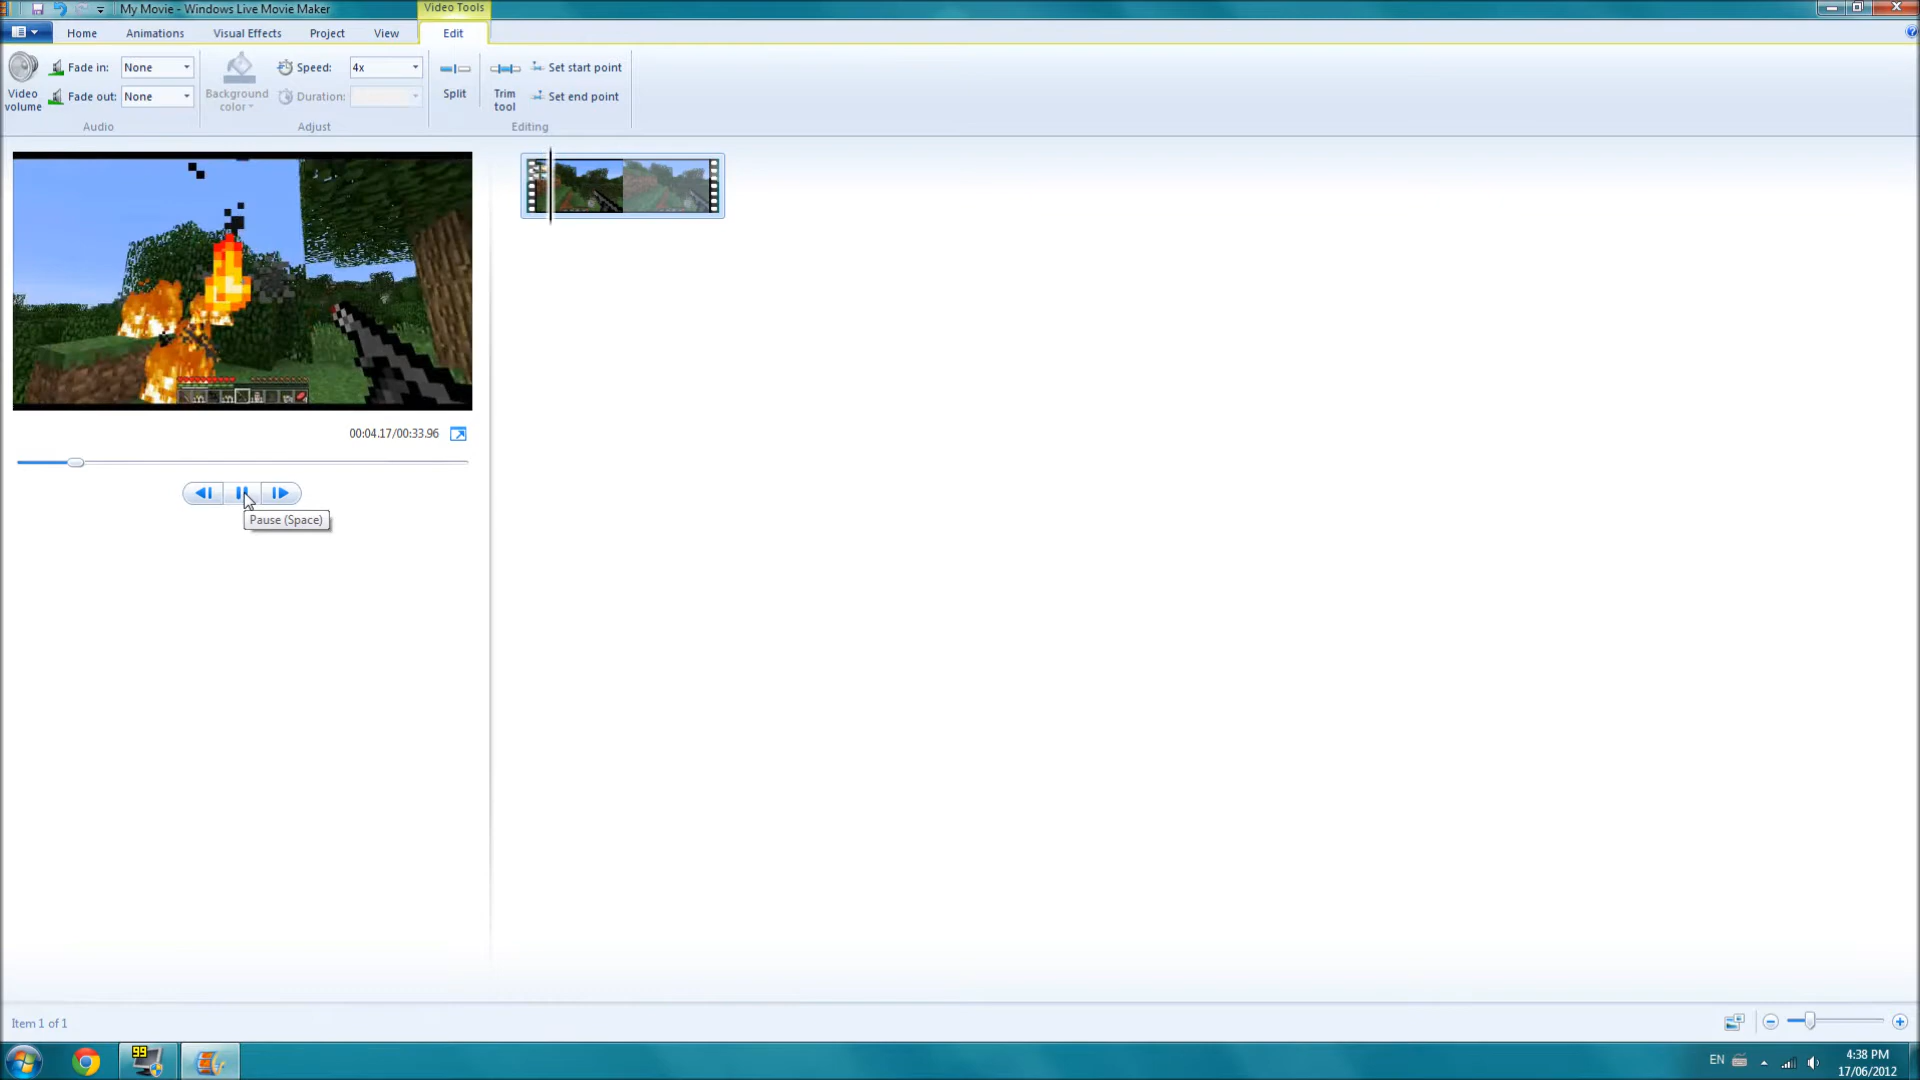 My Movie - Windows Live Movie Maker
Video Tools
Home
Animations
Visual Effects
Project
View
Edit
Video volume
Fade in:
None
Fade out:
None
Audio
Background color
Speed:
4x
Duration:
Adjust
Split
Trim tool
Set start point
Set end point
Editing
00:04.17/00:33.96
Pause (Space)
Item 1 of 1
99
EN
4:38 PM
17/06/2012